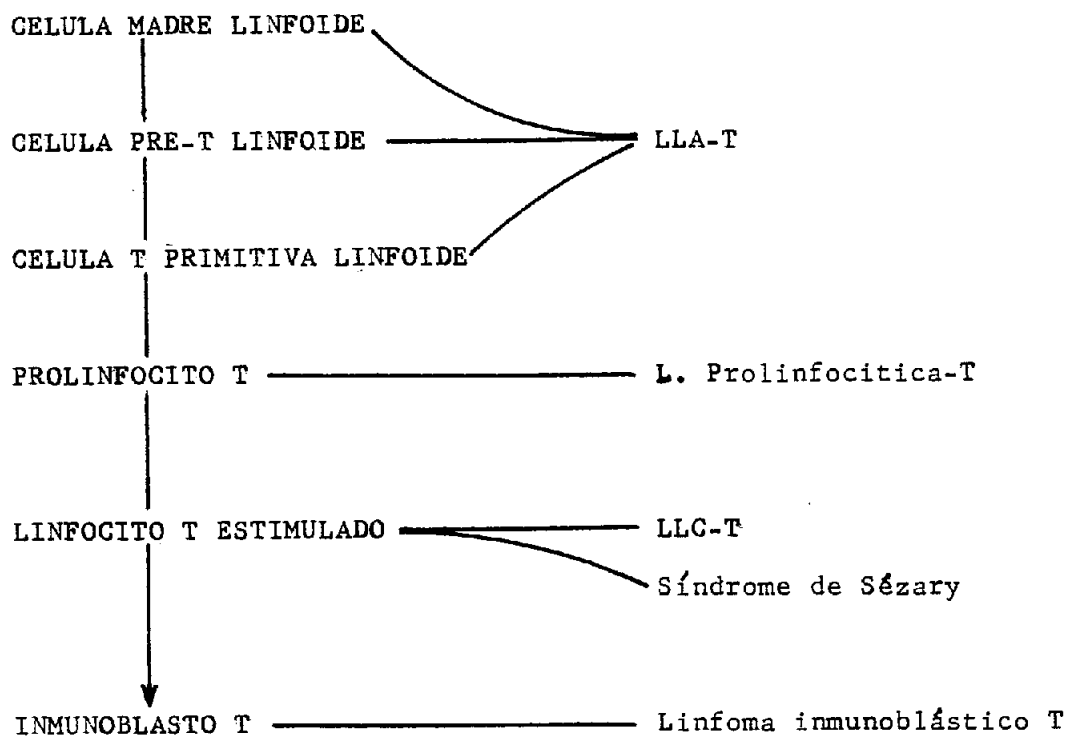 CELULA MADRE LINFOIDE
CELULA PRE-T LINFOIDE LLA-T
CELULA T PRIMITIVA LINFOIDE
PROLINFOCITO T L. Prolinfocitica-T
LINFOCITO T ESTIMULADO LLC-T
Síndrome de Sézary
INMUNOBLASTO T Linfoma inmunoblástico T